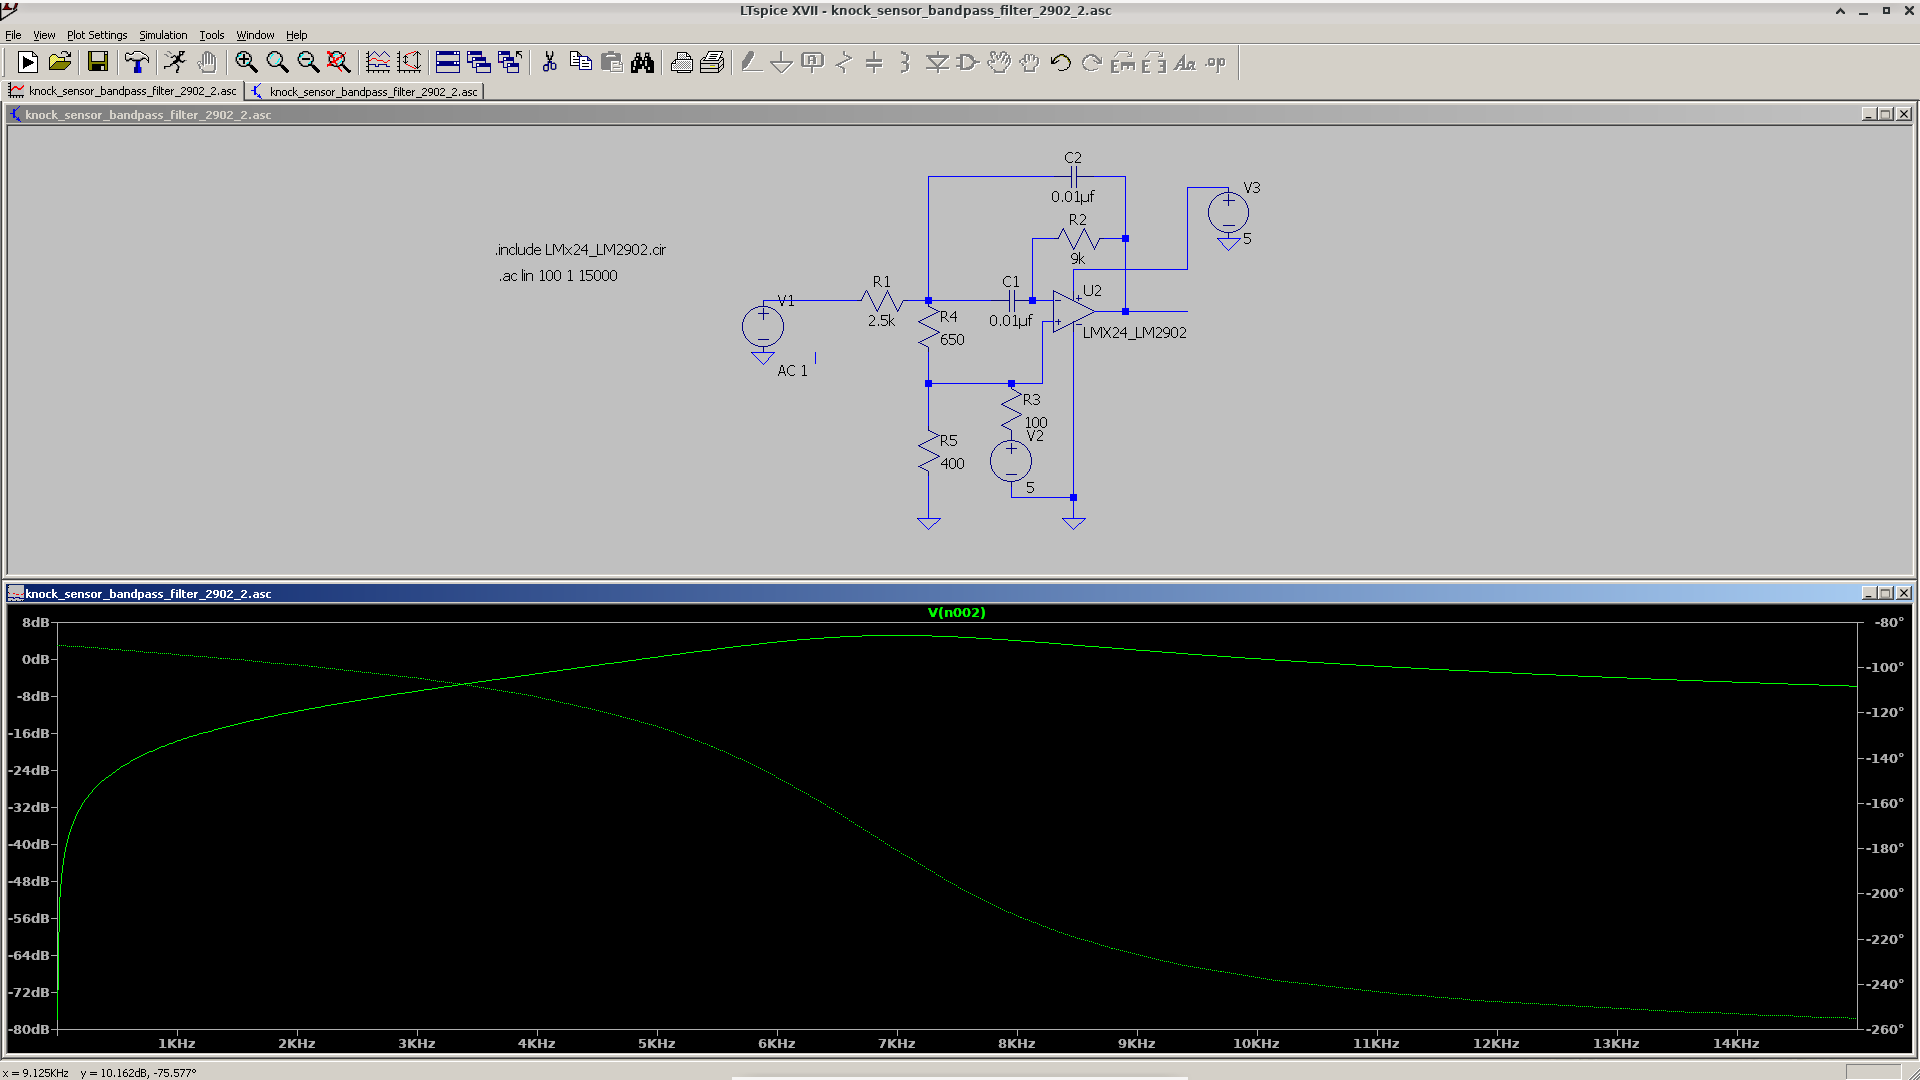 LTspice XVII - knock_sensor_bandpass_filter_2902_2.asc
File View Plot Settings Simulation Tools Window Help
knock_sensor_bandpass_filter_2902_2.asc knock_sensor_bandpass_filter_2902_2.asc
knock_sensor_bandpass_filter_2902_2.asc
C2
0.01µf
V3
5
R2
9k
.include LMx24_LM2902.cir
.ac lin 100 1 15000
R1
2.5k
C1
0.01µf
U2
LMX24_LM2902
V1
AC 1
R4
650
R3
100
V2
5
R5
400
knock_sensor_bandpass_filter_2902_2.asc
V(n002)
8dB -80°
0dB
-100°
-8dB
-120°
-16dB
-140°
-24dB
-32dB
-160°
-40dB
-180°
-48dB
-200°
-56dB
-220°
-64dB
-72dB
-240°
-80dB -260°
1KHz 2KHz 3KHz 4KHz 5KHz 6KHz 7KHz 8KHz 9KHz 10KHz 11KHz 12KHz 13KHz 14KHz
x = 9.125KHz y = 10.162dB, -75.577°